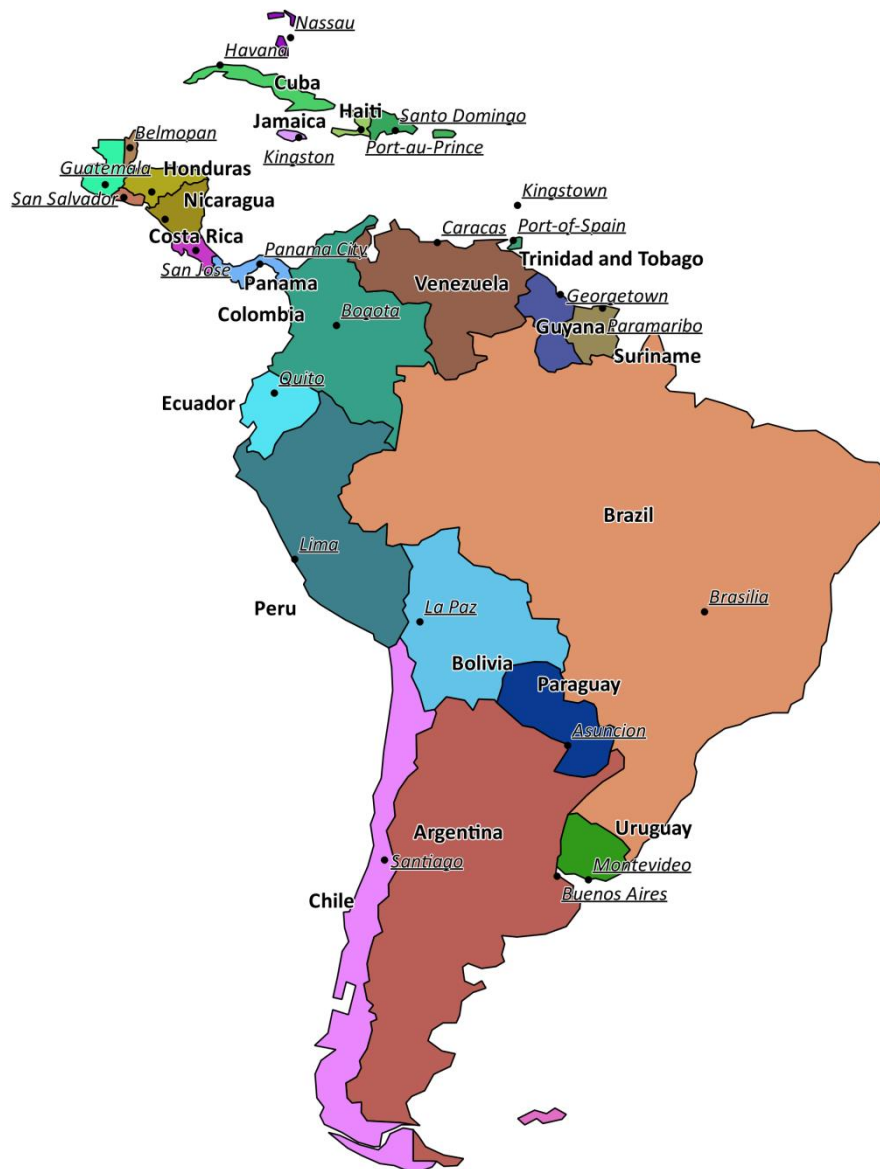 Nassau
Havana
Cuba
Haiti
Santo Domingo
Jamaica
Belmopan
Kingston
Port-au-Prince
Guatemala
Honduras
San Salvador
Nicaragua
Kingstown
Costa Rica
Caracas
Port-of-Spain
San Jose
Panama City
Trinidad and Tobago
Panama
Venezuela
Georgetown
Colombia
Bogota
Guyana
Paramaribo
Suriname
Quito
Ecuador
Brazil
Lima
Brasilia
Peru
La Paz
Bolivia
Paraguay
Asuncion
Argentina
Uruguay
Santiago
Montevideo
Buenos Aires
Chile